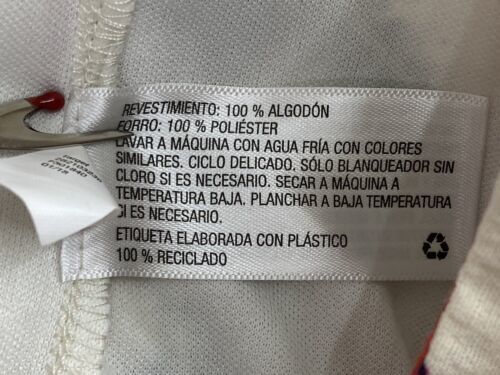 REVESTIMIENTO: 100 % ALGODÓN
FORRO: 100 % POLIÉSTER
LAVAR A MÁQUINA CON AGUA FRÍA CON COLORES
SIMILARES. CICLO DELICADO. SÓLO BLANQUEADOR SIN
CLORO SI ES NECESARIO. SECAR A MÁQUINA A
TEMPERATURA BAJA. PLANCHAR A BAJA TEMPERATURA
SI ES NECESARIO.
ETIQUETA ELABORADA CON PLÁSTICO
100 % RECICLADO
01/18